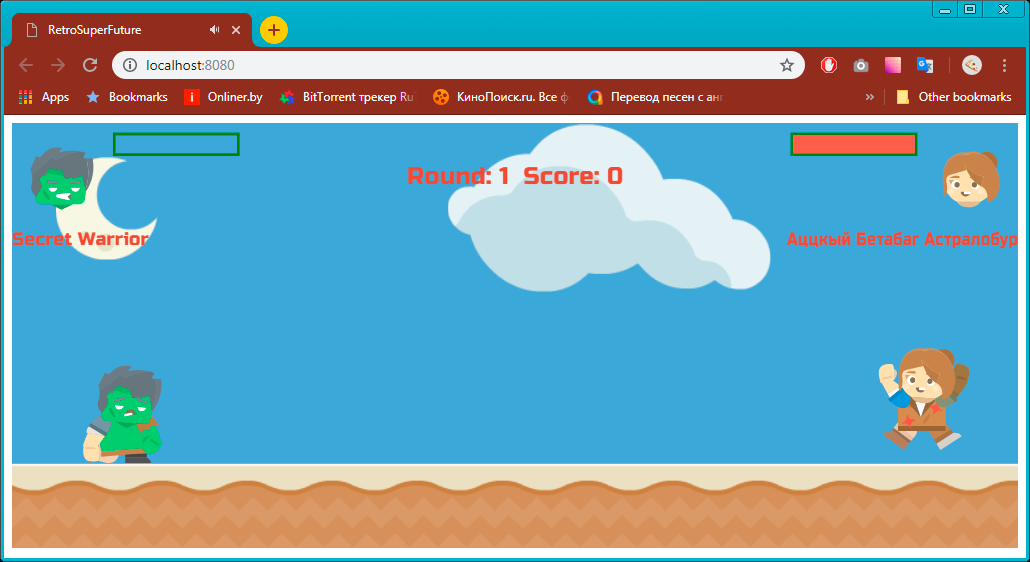 RetroSuperFuture
localhost:8080
Apps Bookmarks Onliner.by BitTorrent трекер Ru КиноПоиск.ru. Все ф Перевод песен с анг » Other bookmarks
Round: 1 Score: 0
Secret Warrior Аццкый Бетабаг Астралобур